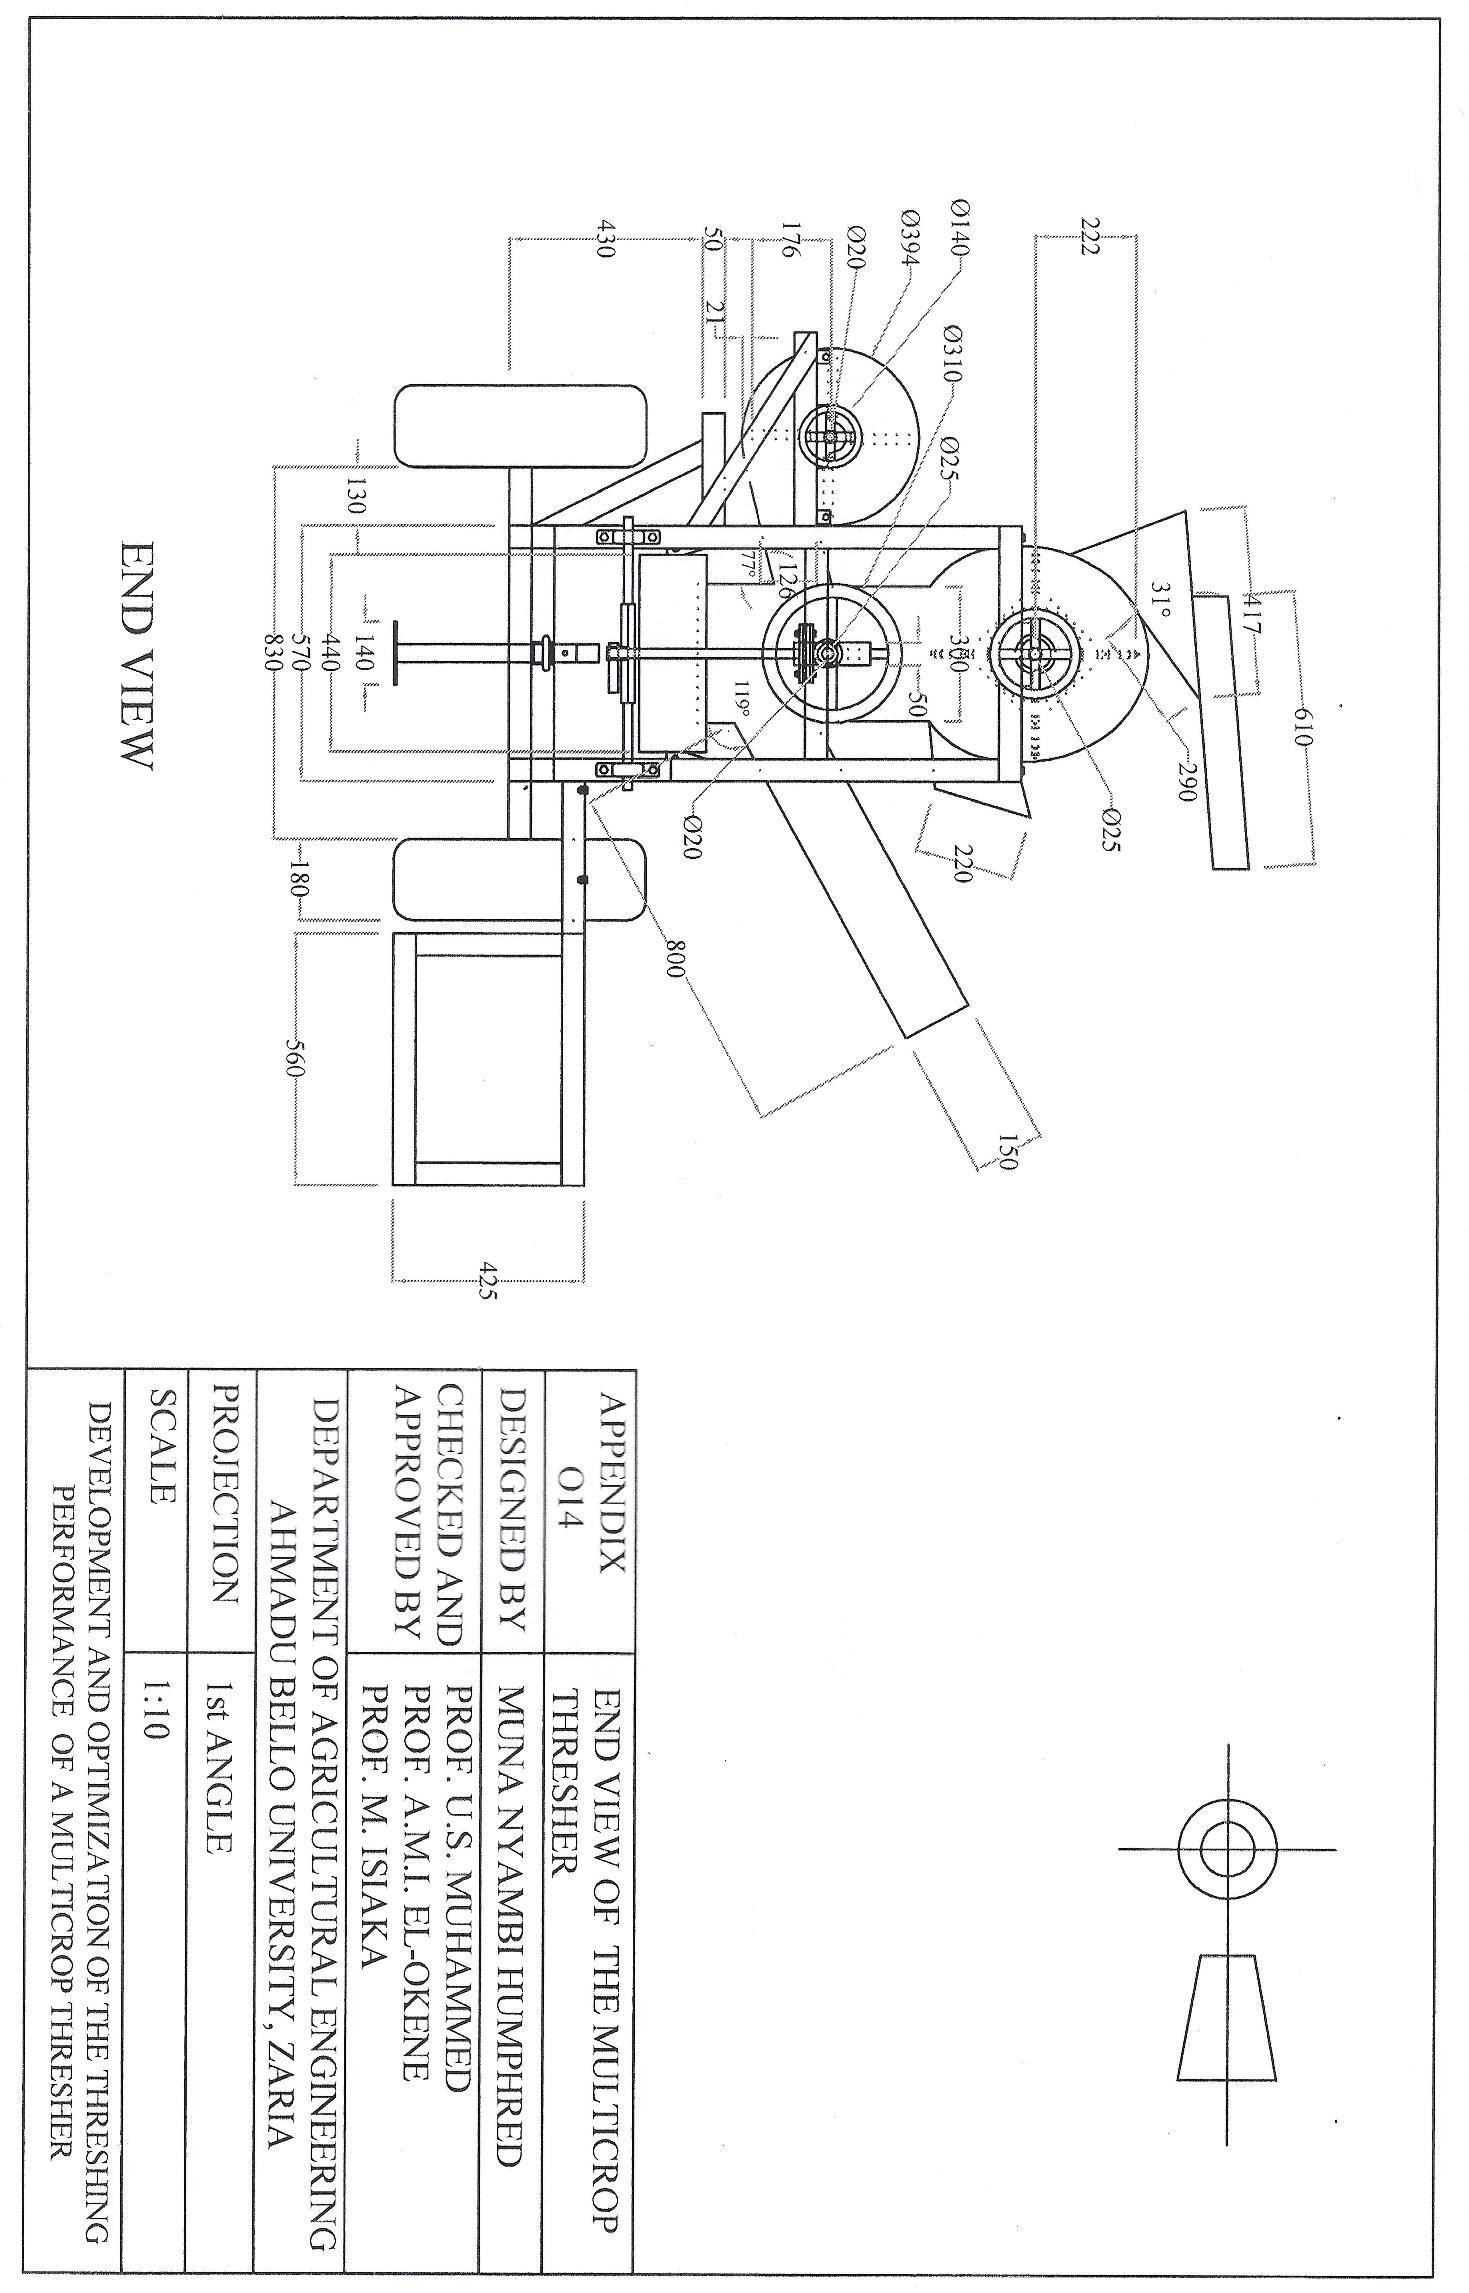 222
Ø140
Ø394
Ø20
176
50
21
430
Ø310
Ø25
417
610
31°
290
Ø25
300
50
126
77°
119°
220
Ø20
800
150
130
140
440
570
830
180
560
425
END VIEW
APPENDIX
O14
END VIEW OF THE MULTICROP
THRESHER
DESIGNED BY
MUNA NYAMBI HUMPHRED
CHECKED AND
APPROVED BY
PROF. U.S. MUHAMMED
PROF. A.M.I. EL-OKENE
PROF. M. ISIAKA
DEPARTMENT OF AGRICULTURAL ENGINEERING
AHMADU BELLO UNIVERSITY, ZARIA
PROJECTION
1st ANGLE
SCALE
1:10
DEVELOPMENT AND OPTIMIZATION OF THE THRESHING
PERFORMANCE OF A MULTICROP THRESHER